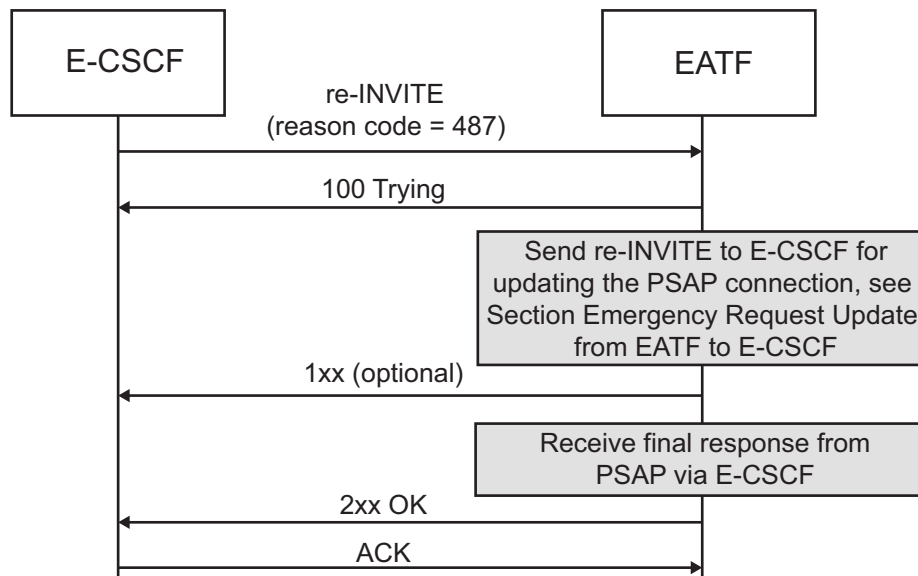 E-CSCF
EATF
re-INVITE
(reason code = 487)
100 Trying
Send re-INVITE to E-CSCF for
updating the PSAP connection, see
Section Emergency Request Update
from EATF to E-CSCF
1xx (optional)
Receive final response from
PSAP via E-CSCF
2xx OK
ACK